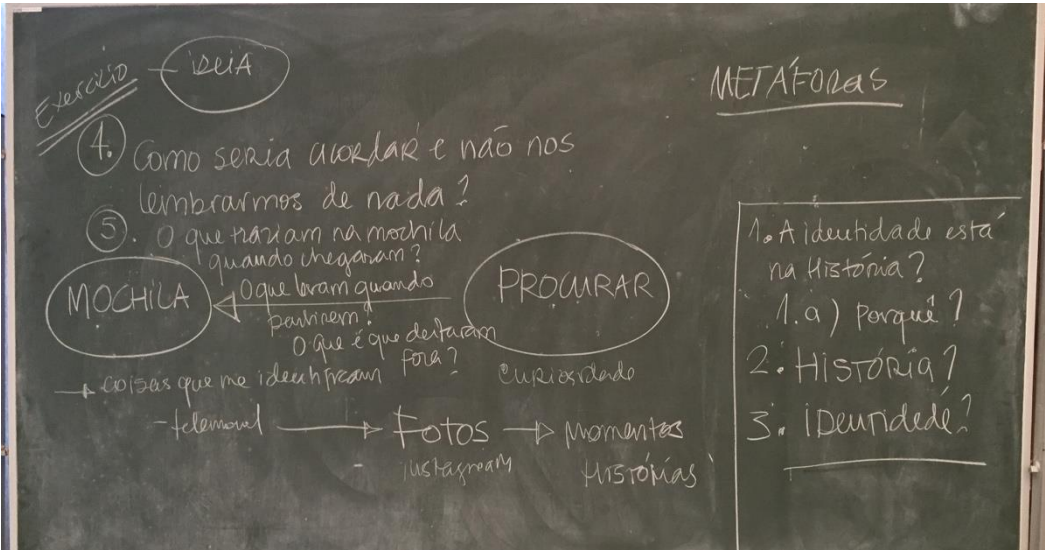 Exercício - iDEIA
METÁFORAS
4. Como seria acordar e não nos
lembrarmos de nada?
5. O que traziam na mochila
quando chegaram?
MOCHILA
O que levam quando
partirem?
O que é que deitaram
fora?
PROCURAR
Curiosidade
→ coisas que me identificam
- telemovel → Fotos → Momentos
Instagram
Histórias
1. A identidade está
na História?
1.a) Porquê?
2. HISTÓRIA?
3. iDentidade?